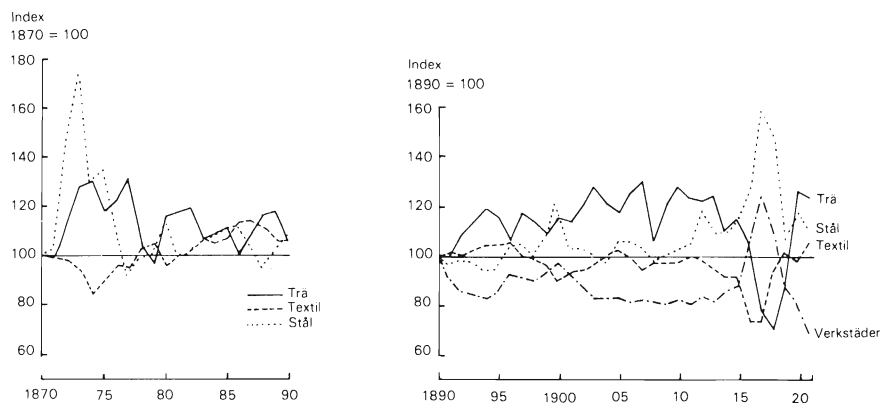 Index
1870 = 100
180
160
140
120
100
80
60
1870 75 80 85 90
Trä
Textil
Stål
Index
1890 = 100
160
140
120
100
80
60
1890 95 1900 05 10 15 20
Trä
Stål
Textil
Verkstäder